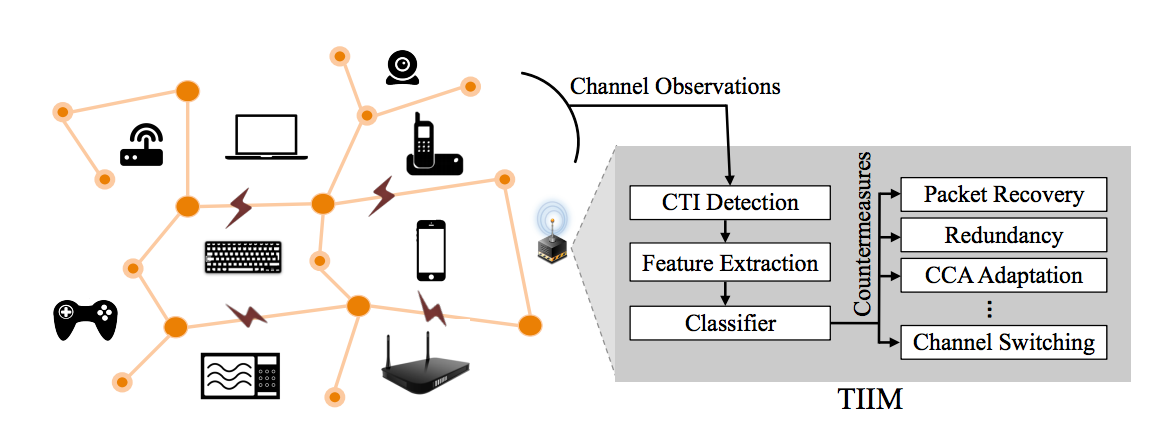 Channel Observations
CTI Detection
Feature Extraction
Classifier
Countermeasures
Packet Recovery
Redundancy
CCA Adaptation
Channel Switching
TIIM